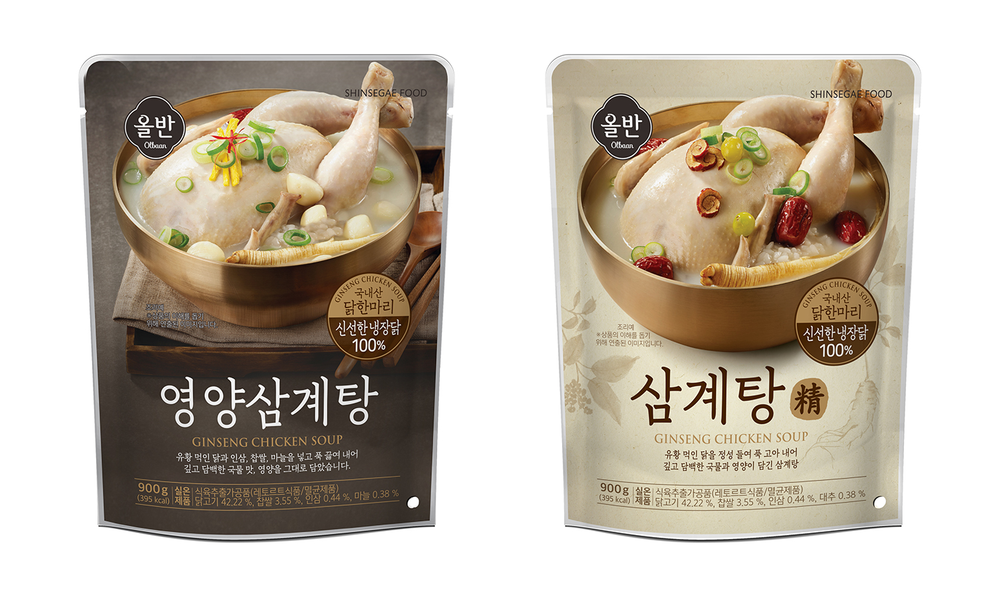 SHINSEGAE FOOD
올반
Olbaan
GINSENG CHICKEN SOUP
국내산
닭한마리
신선한 냉장닭
100%
조리예
※상품의 이해를 돕기
위해 연출된 이미지입니다.
영양삼계탕
GINSENG CHICKEN SOUP
유황 먹인 닭과 인삼, 찹쌀, 마늘을 넣고 푹 끓여 내어
깊고 담백한 국물 맛, 영양을 그대로 담았습니다.
900g
(395 kcal)
실온
제품
식육추출가공품(레토르트식품/멸균제품)
닭고기 42.22 %, 찹쌀 3.55 %, 인삼 0.44 %, 마늘 0.38 %
SHINSEGAE FOOD
올반
Olbaan
GINSENG CHICKEN SOUP
국내산
닭한마리
신선한 냉장닭
100%
조리예
※상품의 이해를 돕기
위해 연출된 이미지입니다.
삼계탕 精
GINSENG CHICKEN SOUP
유황 먹인 닭을 정성 들여 푹 고아 내어
깊고 담백한 국물과 영양이 담긴 삼계탕
900g
(395 kcal)
실온
제품
식육추출가공품(레토르트식품/멸균제품)
닭고기 42.22 %, 찹쌀 3.55 %, 인삼 0.44 %, 대추 0.38 %